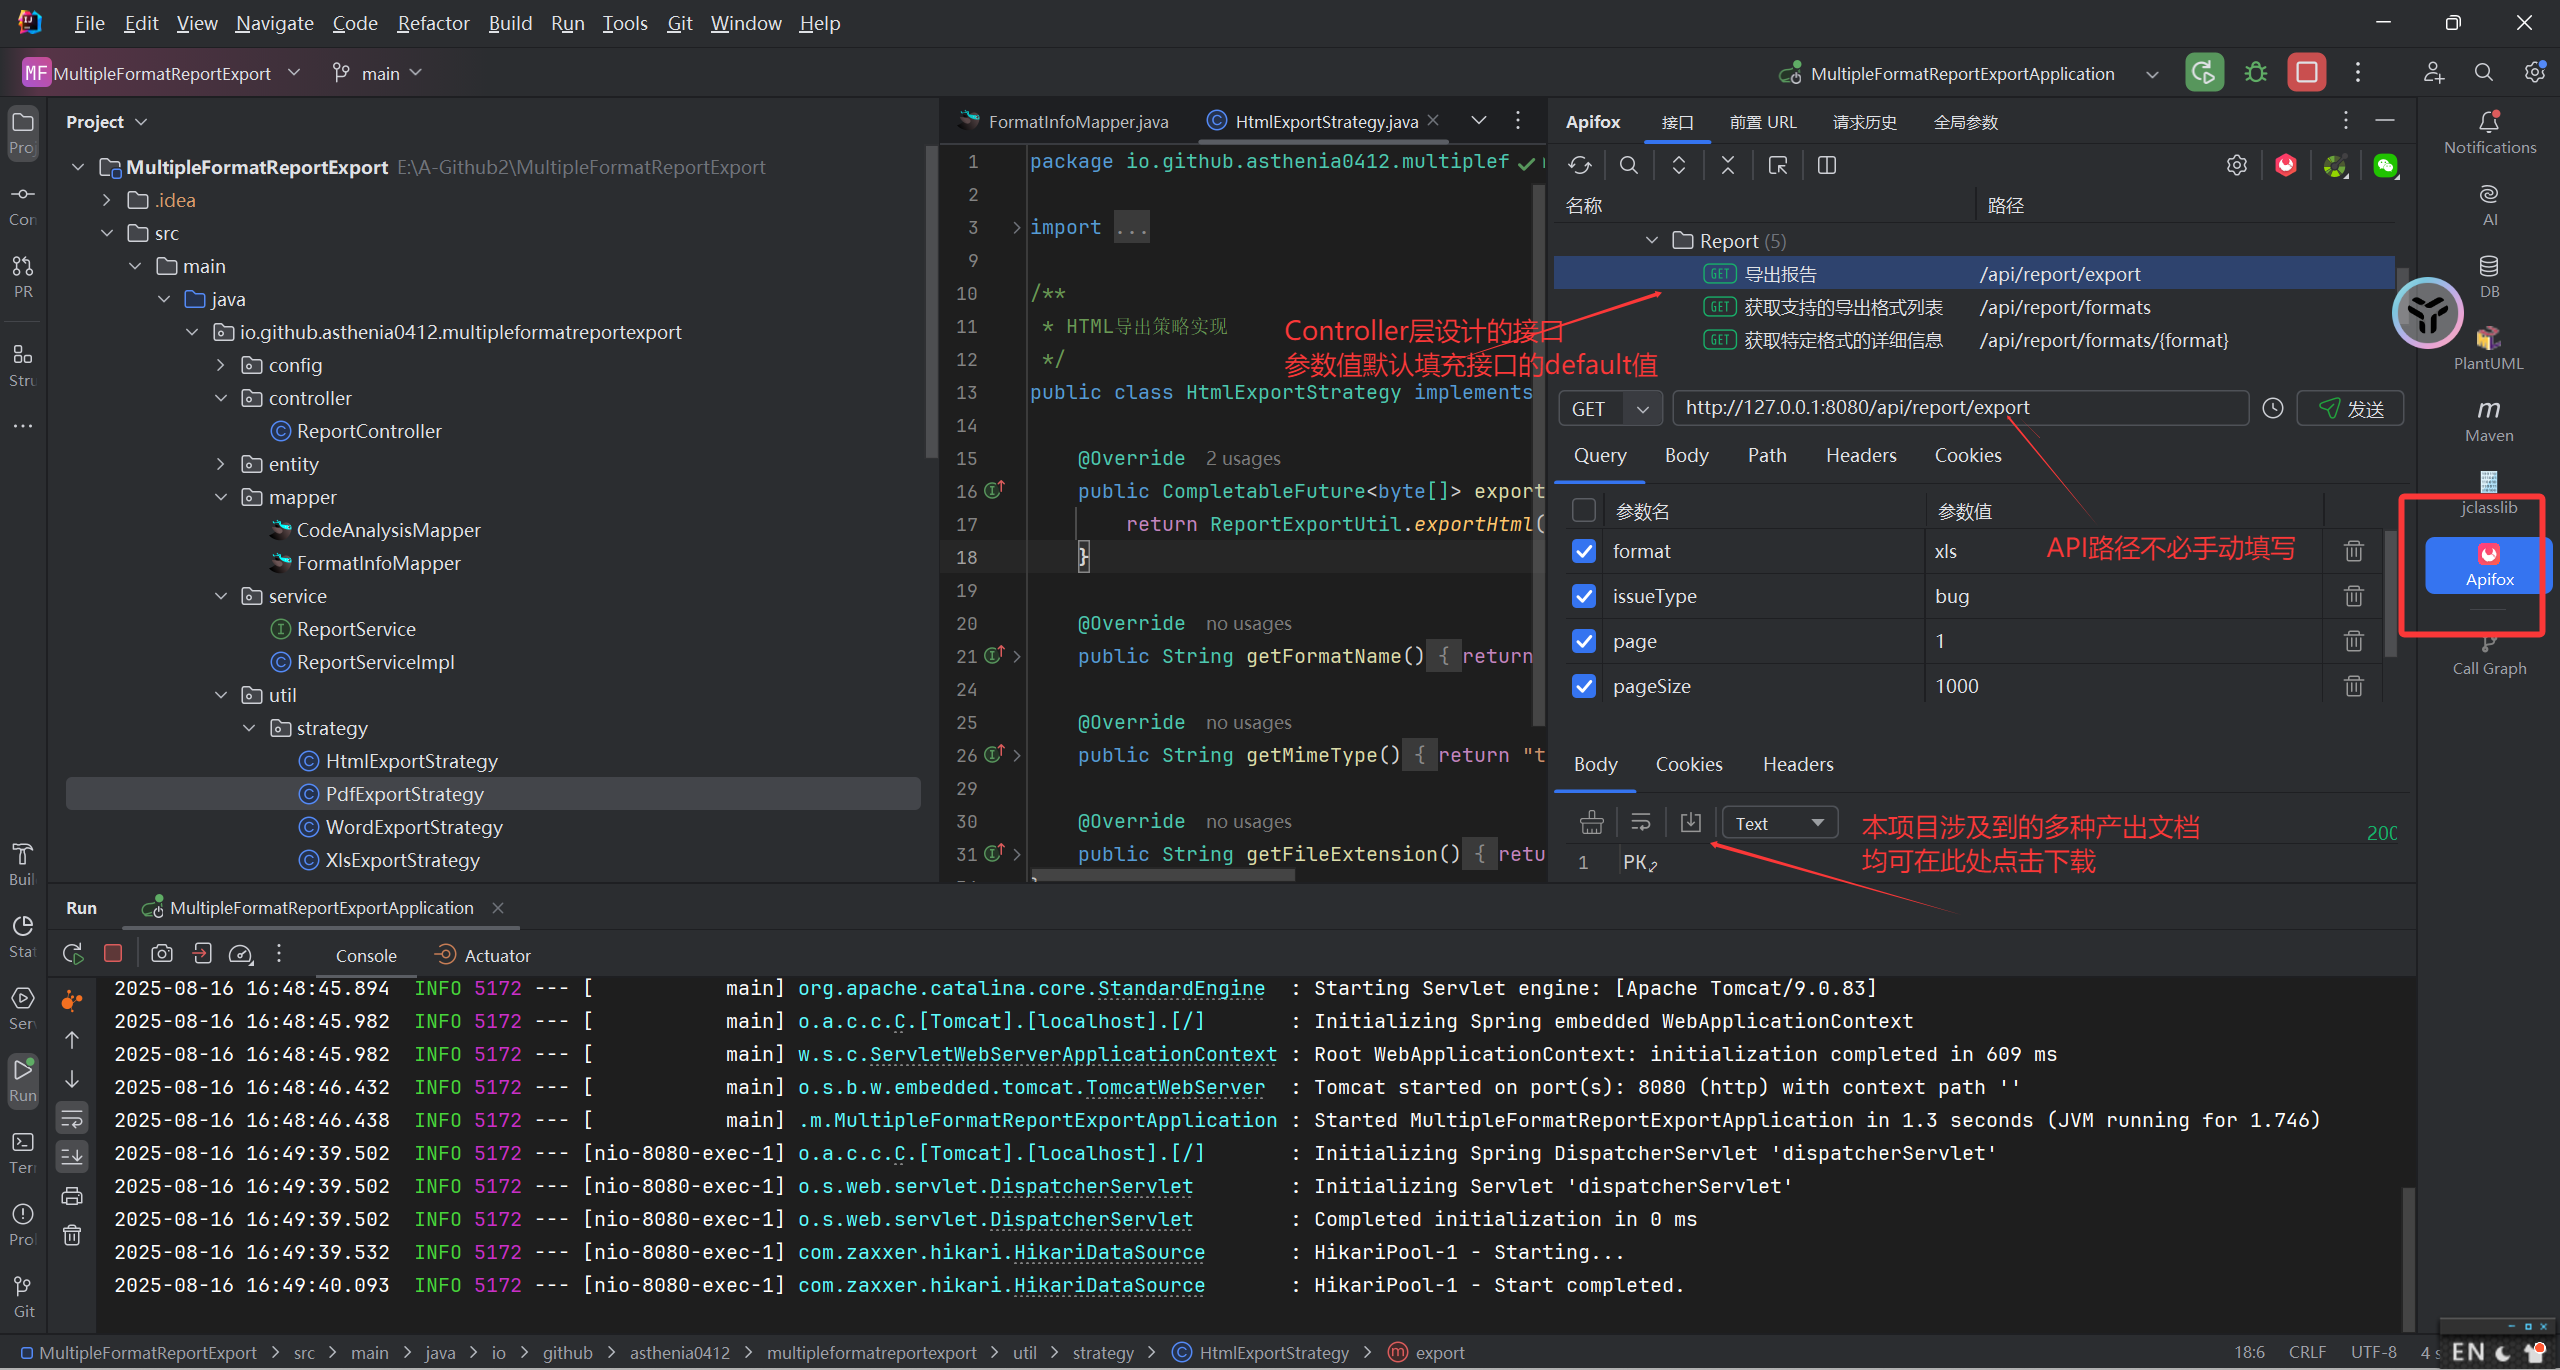 File Edit View Navigate Code Refactor Build Run Tools Git Window Help
MF MultipleFormatReportExport main MultipleFormatReportExportApplication
Project
MultipleFormatReportExport E:\A-Github2\MultipleFormatReportExport
.idea
src
main
java
io.github.asthenia0412.multipleformatreportexport
config
controller
ReportController
entity
mapper
CodeAnalysisMapper
FormatInfoMapper
service
ReportService
ReportServiceImpl
util
strategy
HtmlExportStrategy
PdfExportStrategy
WordExportStrategy
XlsExportStrategy
Pro
Con
PR
Stru
Buil
Stat
Serv
Run
Ter
Pro
Git
FormatInfoMapper.java HtmlExportStrategy.java
1 package io.github.asthenia0412.multiplef
2
3 import ...
9
10 /**
11 * HTML导出策略实现
12 */
13 public class HtmlExportStrategy implements
14
15 @Override 2 usages
16 public CompletableFuture<byte[]> export
17 return ReportExportUtil.exportHtml(
18 }
19
20 @Override no usages
21 public String getFormatName() { return
24
25 @Override no usages
26 public String getMimeType() { return "t
29
30 @Override no usages
31 public String getFileExtension() { retu
Controller层设计的接口
参数值默认填充接口的default值
Apifox 接口 前置 URL 请求历史 全局参数
名称 路径
Report (5)
GET 导出报告 /api/report/export
GET 获取支持的导出格式列表 /api/report/formats
GET 获取特定格式的详细信息 /api/report/formats/{format}
GET http://127.0.0.1:8080/api/report/export 发送
Query Body Path Headers Cookies
参数名 参数值
format xls
issueType bug
page 1
pageSize 1000
API路径不必手动填写
Body Cookies Headers
Text 200
1 PK
本项目涉及到的多种产出文档
均可在此处点击下载
Notifications
AI
DB
PlantUML
m
Maven
jclasslib
Apifox
Call Graph
Run MultipleFormatReportExportApplication
Console Actuator
2025-08-16 16:48:45.894 INFO 5172 --- [ main] org.apache.catalina.core.StandardEngine : Starting Servlet engine: [Apache Tomcat/9.0.83]
2025-08-16 16:48:45.982 INFO 5172 --- [ main] o.a.c.c.C.[Tomcat].[localhost].[/] : Initializing Spring embedded WebApplicationContext
2025-08-16 16:48:45.982 INFO 5172 --- [ main] w.s.c.ServletWebServerApplicationContext : Root WebApplicationContext: initialization completed in 609 ms
2025-08-16 16:48:46.432 INFO 5172 --- [ main] o.s.b.w.embedded.tomcat.TomcatWebServer : Tomcat started on port(s): 8080 (http) with context path ''
2025-08-16 16:48:46.438 INFO 5172 --- [ main] .m.MultipleFormatReportExportApplication : Started MultipleFormatReportExportApplication in 1.3 seconds (JVM running for 1.746)
2025-08-16 16:49:39.502 INFO 5172 --- [nio-8080-exec-1] o.a.c.c.C.[Tomcat].[localhost].[/] : Initializing Spring DispatcherServlet 'dispatcherServlet'
2025-08-16 16:49:39.502 INFO 5172 --- [nio-8080-exec-1] o.s.web.servlet.DispatcherServlet : Initializing Servlet 'dispatcherServlet'
2025-08-16 16:49:39.502 INFO 5172 --- [nio-8080-exec-1] o.s.web.servlet.DispatcherServlet : Completed initialization in 0 ms
2025-08-16 16:49:39.532 INFO 5172 --- [nio-8080-exec-1] com.zaxxer.hikari.HikariDataSource : HikariPool-1 - Starting...
2025-08-16 16:49:40.093 INFO 5172 --- [nio-8080-exec-1] com.zaxxer.hikari.HikariDataSource : HikariPool-1 - Start completed.
MultipleFormatReportExport > src > main > java > io > github > asthenia0412 > multipleformatreportexport > util > strategy > HtmlExportStrategy > export 18:6 CRLF UTF-8 4 s EN